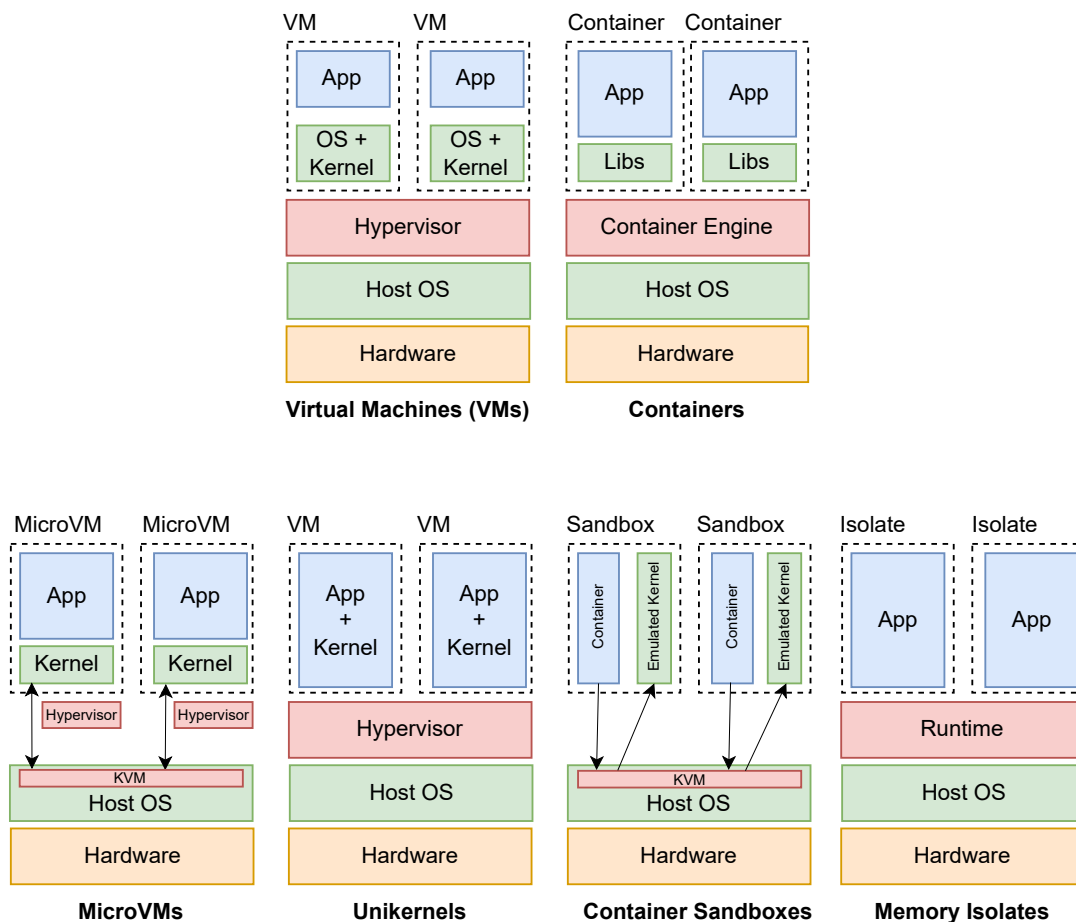 VM VM
App App
OS +
Kernel
OS +
Kernel
Hypervisor
Host OS
Hardware
Virtual Machines (VMs)
Container Container
App App
Libs Libs
Container Engine
Host OS
Hardware
Containers
MicroVM MicroVM
App App
Kernel Kernel
Hypervisor Hypervisor
KVM
Host OS
Hardware
MicroVMs
VM VM
App
+
Kernel
App
+
Kernel
Hypervisor
Host OS
Hardware
Unikernels
Sandbox Sandbox
Container
Emulated Kernel
Container
Emulated Kernel
KVM
Host OS
Hardware
Container Sandboxes
Isolate Isolate
App App
Runtime
Host OS
Hardware
Memory Isolates